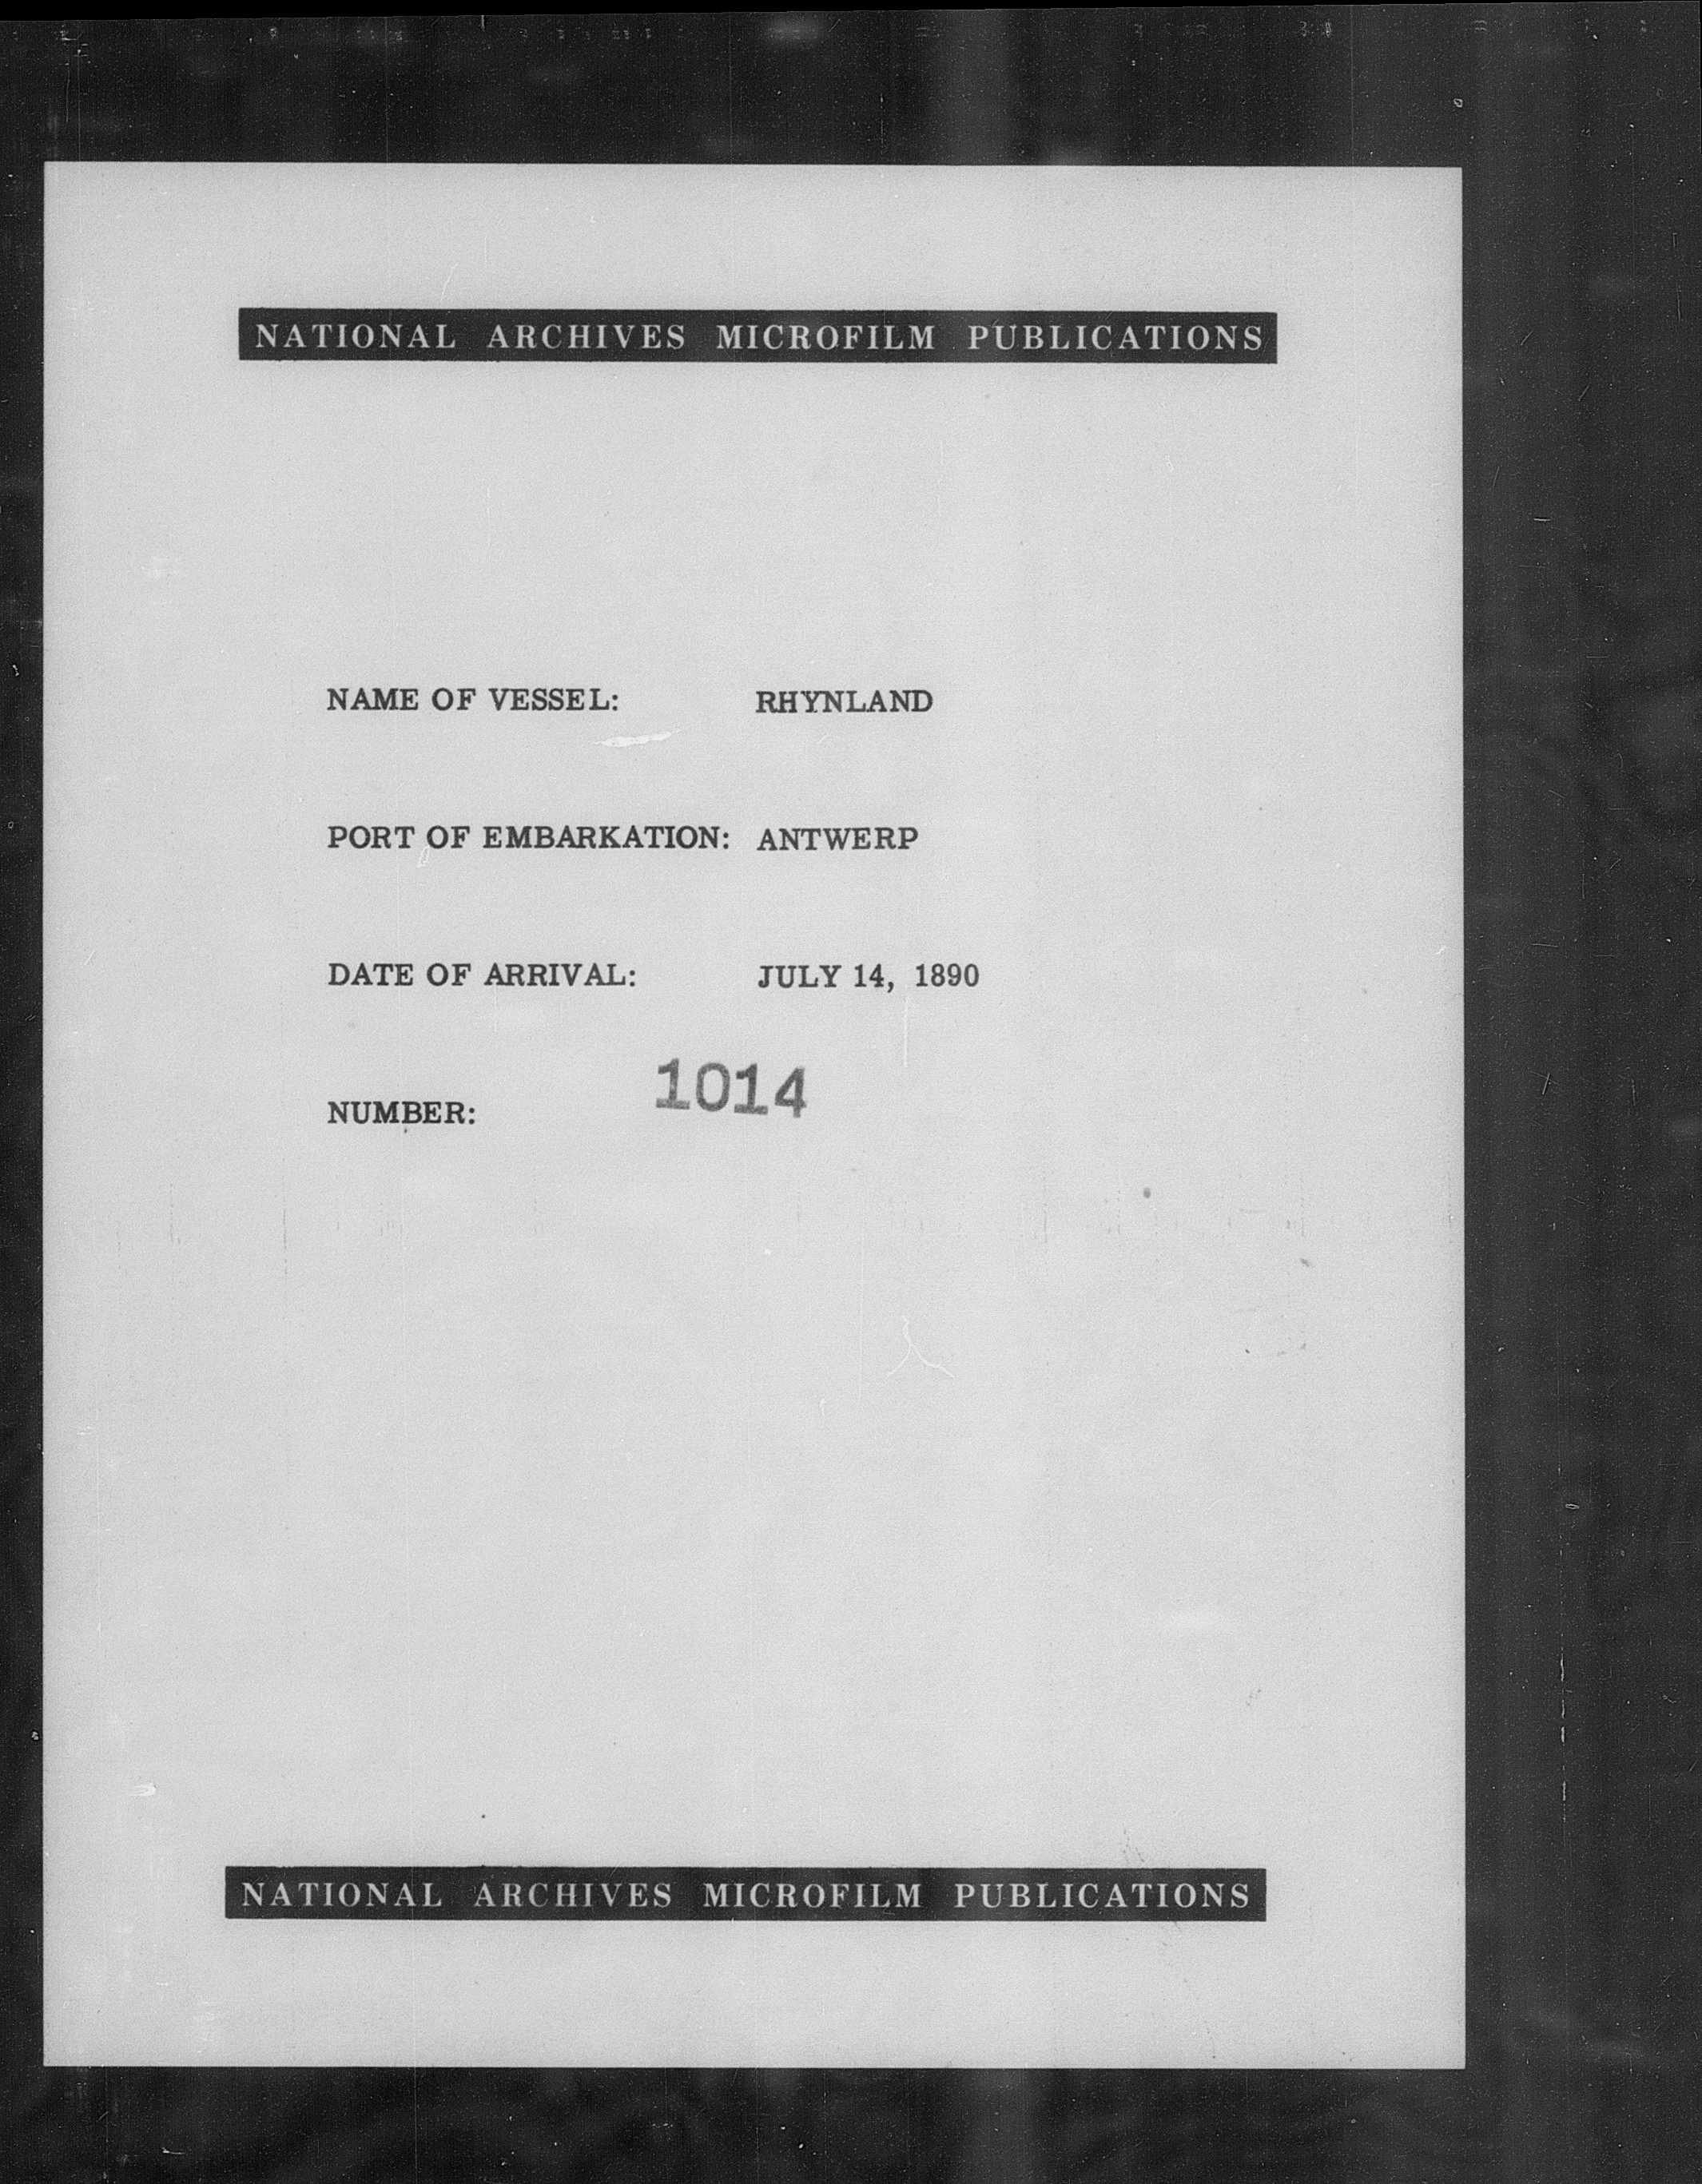 NATIONAL ARCHIVES MICROFILM PUBLICATIONS
NAME OF VESSEL: RHYNLAND
PORT OF EMBARKATION: ANTWERP
DATE OF ARRIVAL: JULY 14, 1890
NUMBER: 1014
NATIONAL ARCHIVES MICROFILM PUBLICATIONS